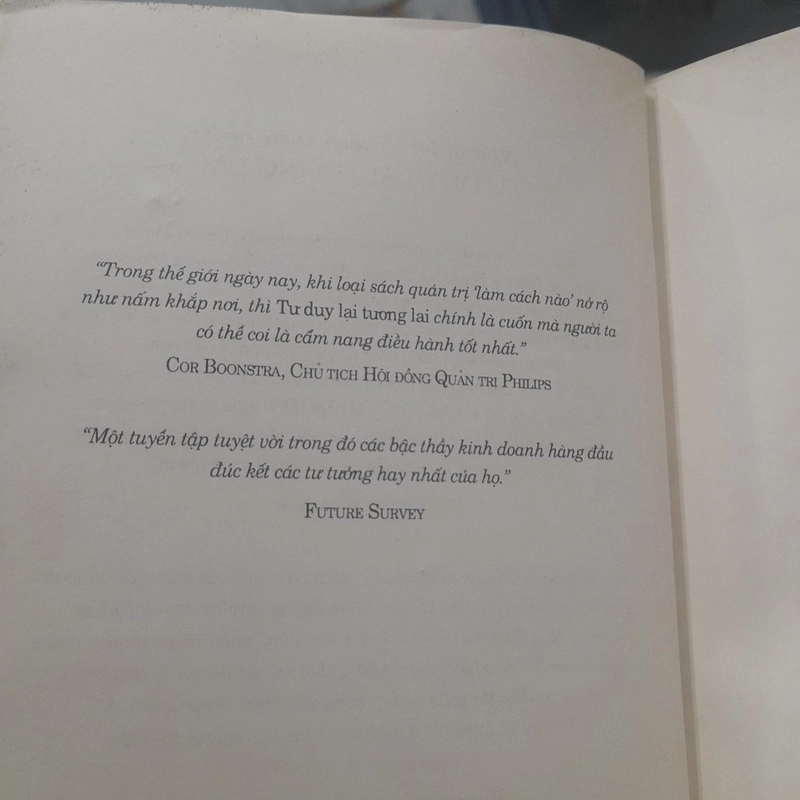 “Trong thế giới ngày nay, khi loại sách quản trị ‘làm cách nào’ nở rộ
như nấm khắp nơi, thì Tư duy lại tương lai chính là cuốn mà người ta
có thể coi là cẩm nang điều hành tốt nhất.”
COR BOONSTRA, CHỦ TỊCH HỘI ĐỒNG QUẢN TRỊ PHILIPS
“Một tuyển tập tuyệt vời trong đó các bậc thầy kinh doanh hàng đầu
đúc kết các tư tưởng hay nhất của họ.”
FUTURE SURVEY